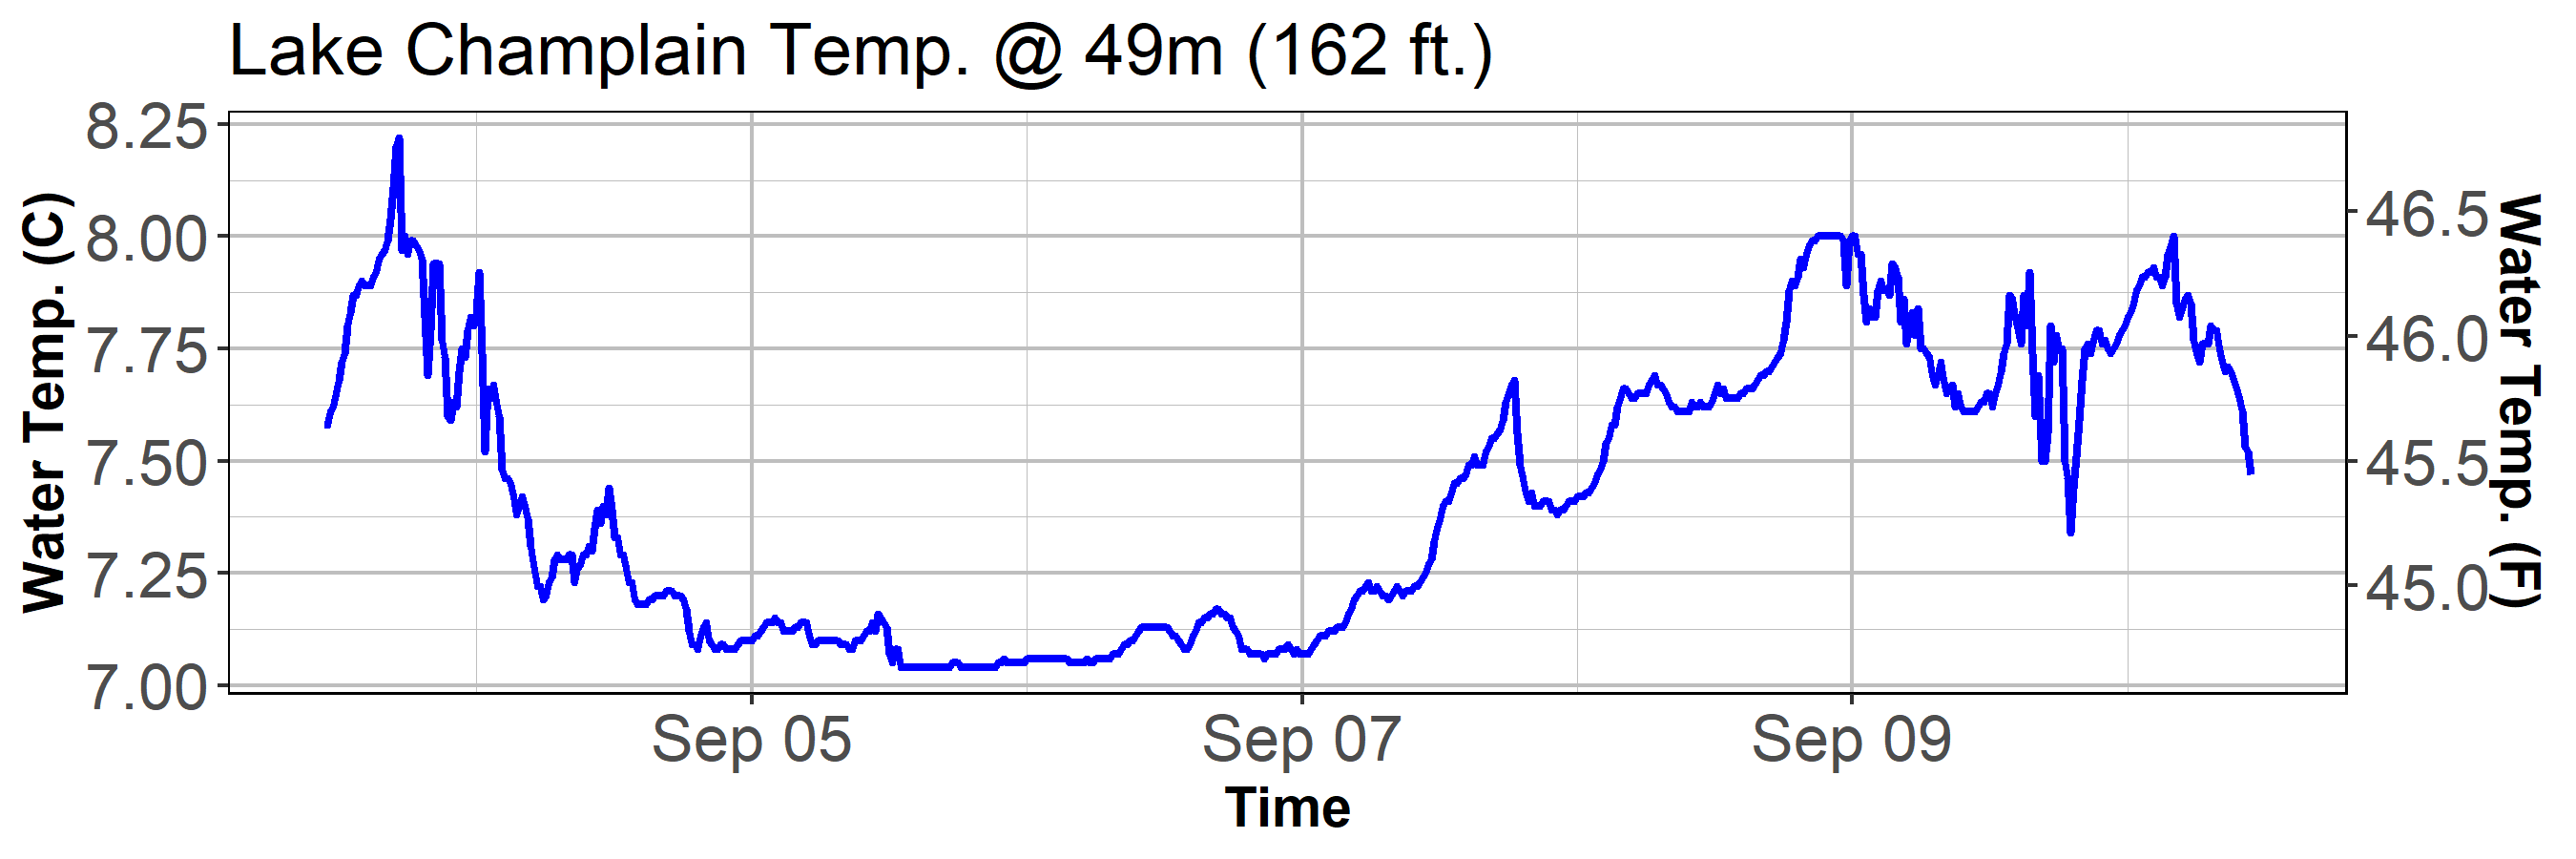 Lake Champlain Temp. @ 49m (162 ft.)
Water Temp. (C)
8.25
8.00
7.75
7.50
7.25
7.00
46.5
46.0
45.5
45.0
Water Temp. (F)
Sep 05 Sep 07 Sep 09
Time